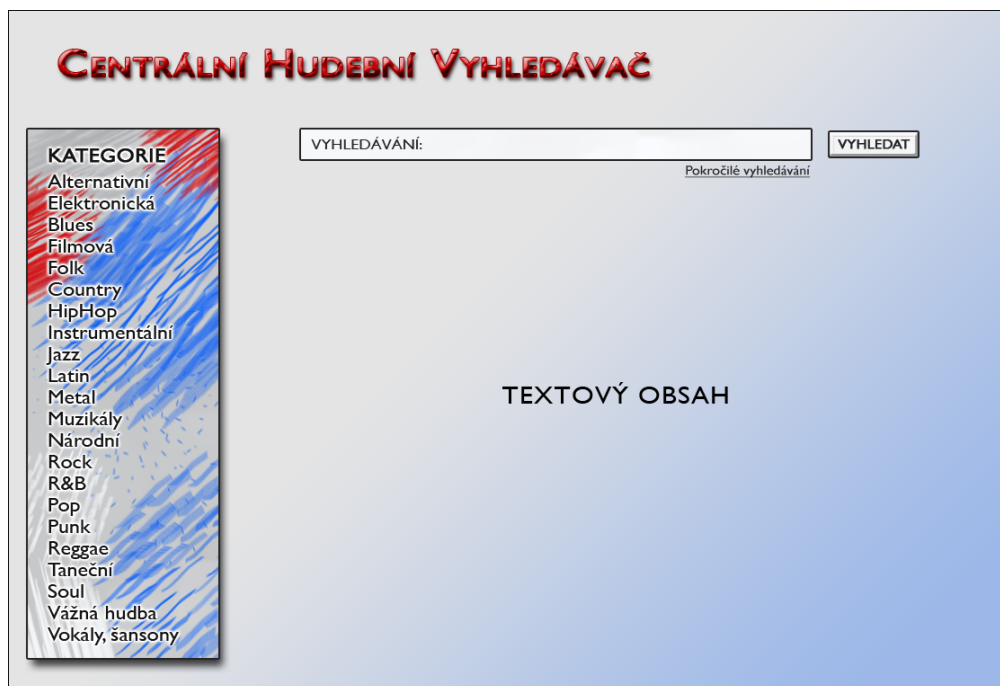 Centrální Hudební Vyhledávač
VYHLEDÁVÁNÍ:
VYHLEDAT
Pokročilé vyhledávání
KATEGORIE
Alternativní
Elektronická
Blues
Filmová
Folk
Country
HipHop
Instrumentální
Jazz
Latin
Metal
Muzikály
Národní
Rock
R&B
Pop
Punk
Reggae
Taneční
Soul
Vážná hudba
Vokály, šansony
TEXTOVÝ OBSAH